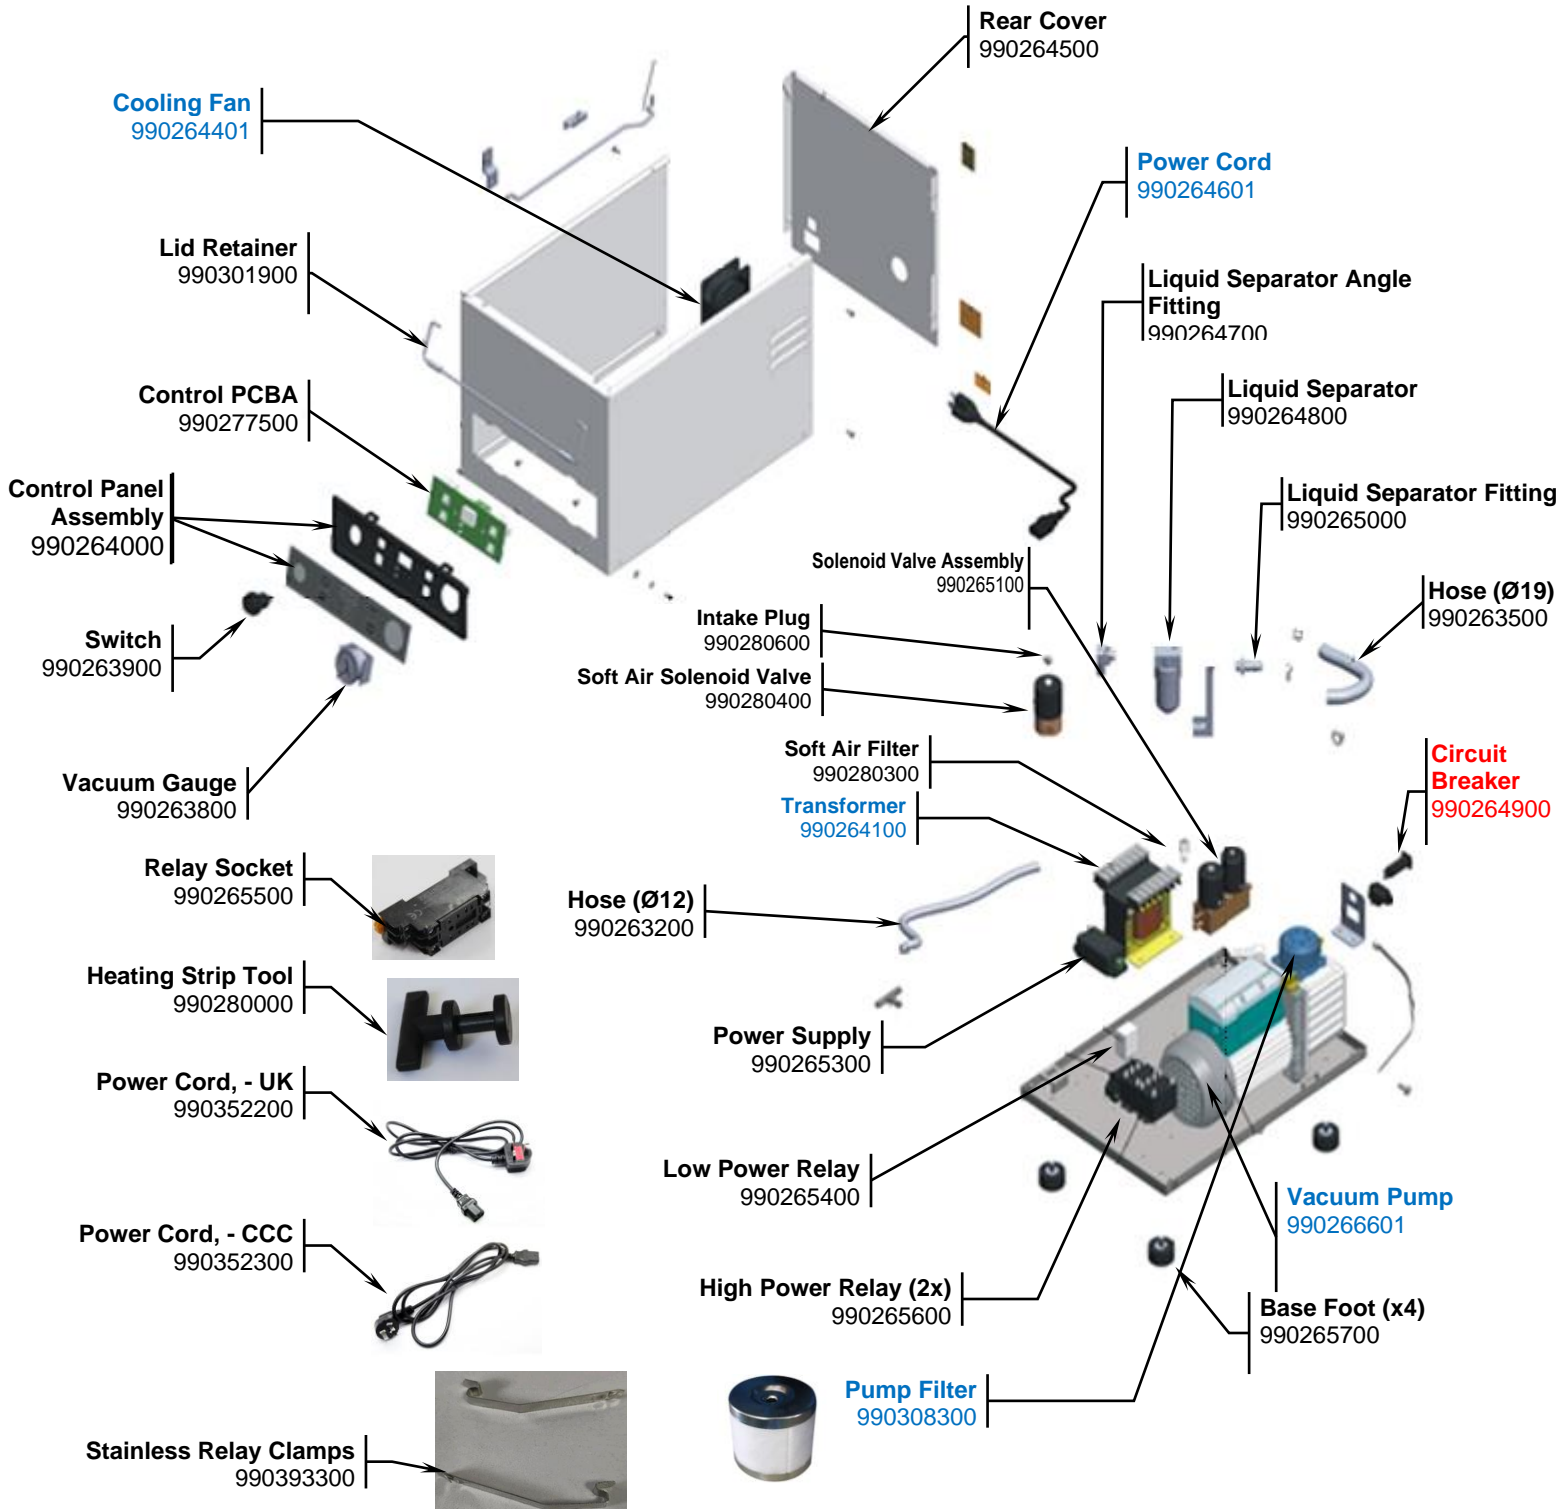 Rear Cover
990264500
Cooling Fan
990264401
Power Cord
990264601
Lid Retainer
990301900
Liquid Separator Angle
Fitting
990264700
Control PCBA
990277500
Liquid Separator
990264800
Control Panel
Assembly
990264000
Liquid Separator Fitting
990265000
Solenoid Valve Assembly
990265100
Hose (Ø19)
990263500
Intake Plug
990280600
Switch
990263900
Soft Air Solenoid Valve
990280400
Soft Air Filter
990280300
Circuit
Breaker
990264900
Vacuum Gauge
990263800
Transformer
990264100
Relay Socket
990265500
Hose (Ø12)
990263200
Heating Strip Tool
990280000
Power Supply
990265300
Power Cord, - UK
990352200
Low Power Relay
990265400
Vacuum Pump
990266601
Power Cord, - CCC
990352300
High Power Relay (2x)
990265600
Base Foot (x4)
990265700
Pump Filter
990308300
Stainless Relay Clamps
990393300